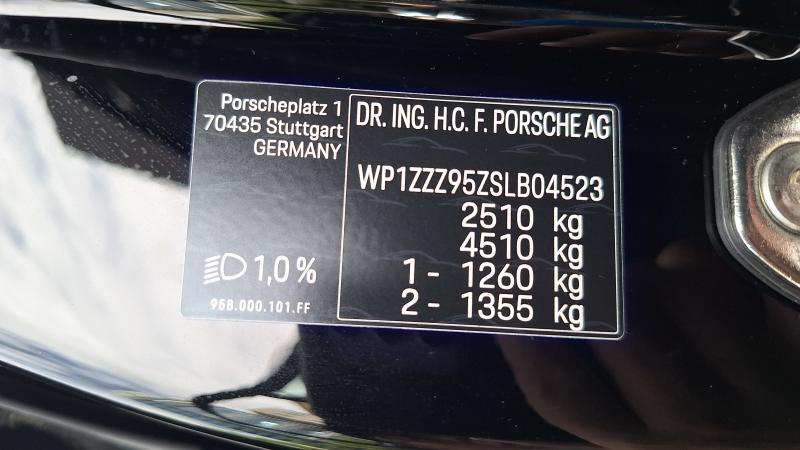 Porscheplatz 1
70435 Stuttgart
GERMANY
1,0 %
95B.000.101.FF
DR. ING. H.C. F. PORSCHE AG
WP1ZZZ95ZSLB04523
2510 kg
4510 kg
1 - 1260 kg
2 - 1355 kg